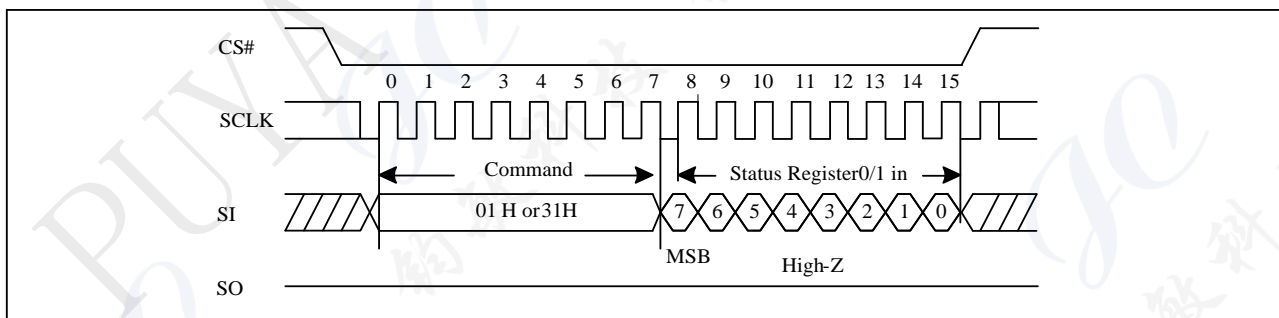 CS#
0 1 2 3 4 5 6 7 8 9 10 11 12 13 14 15
SCLK
Command
Status Register0/1 in
SI
01 H or31H
7 6 5 4 3 2 1 0
MSB
High-Z
SO
PUYA